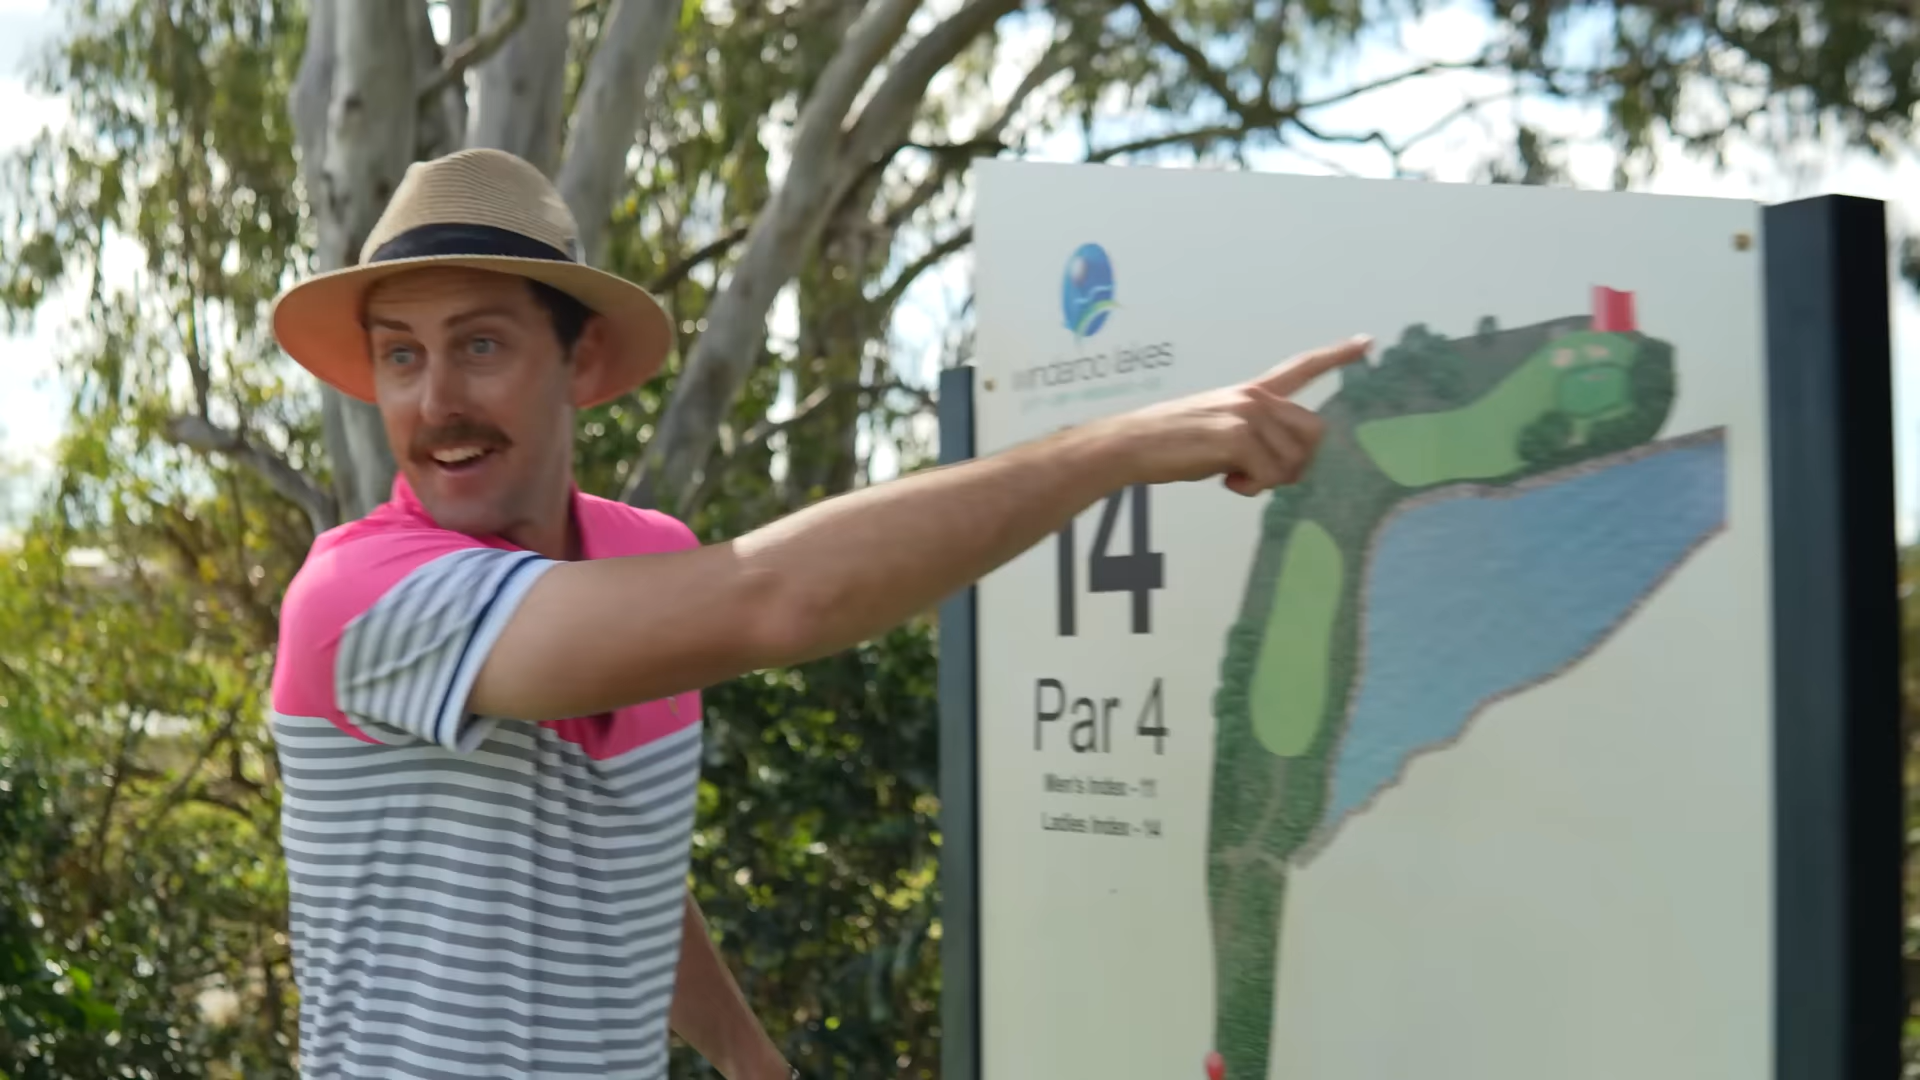 windaroo lakes
14
Par 4
Men's Index - 11
Ladies Index - 14